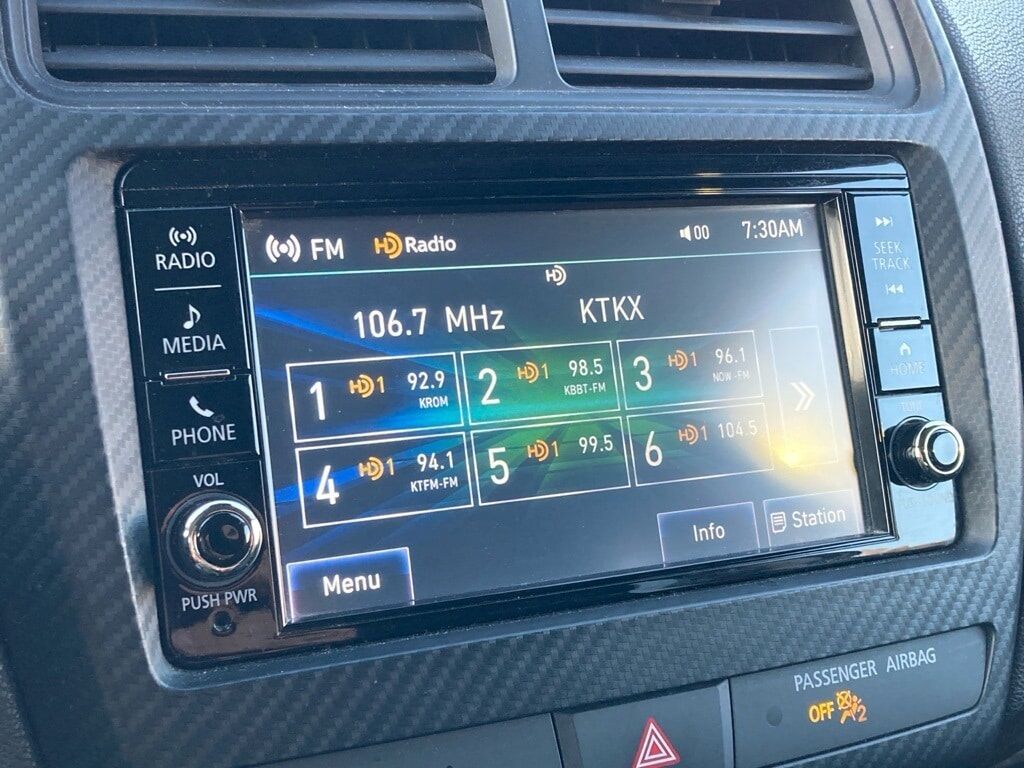 RADIO
MEDIA
PHONE
VOL
PUSH PWR
FM HD Radio 00 7:30AM
HD
106.7 MHz KTKX
1 HD1 92.9 KROM
2 HD1 98.5 KBBT-FM
3 HD1 96.1 NOW-FM
4 HD1 94.1 KTFM-FM
5 HD1 99.5
6 HD1 104.5
Menu
Info
Station
SEEK
TRACK
HOME
TUNE
PASSENGER AIRBAG
OFF 2